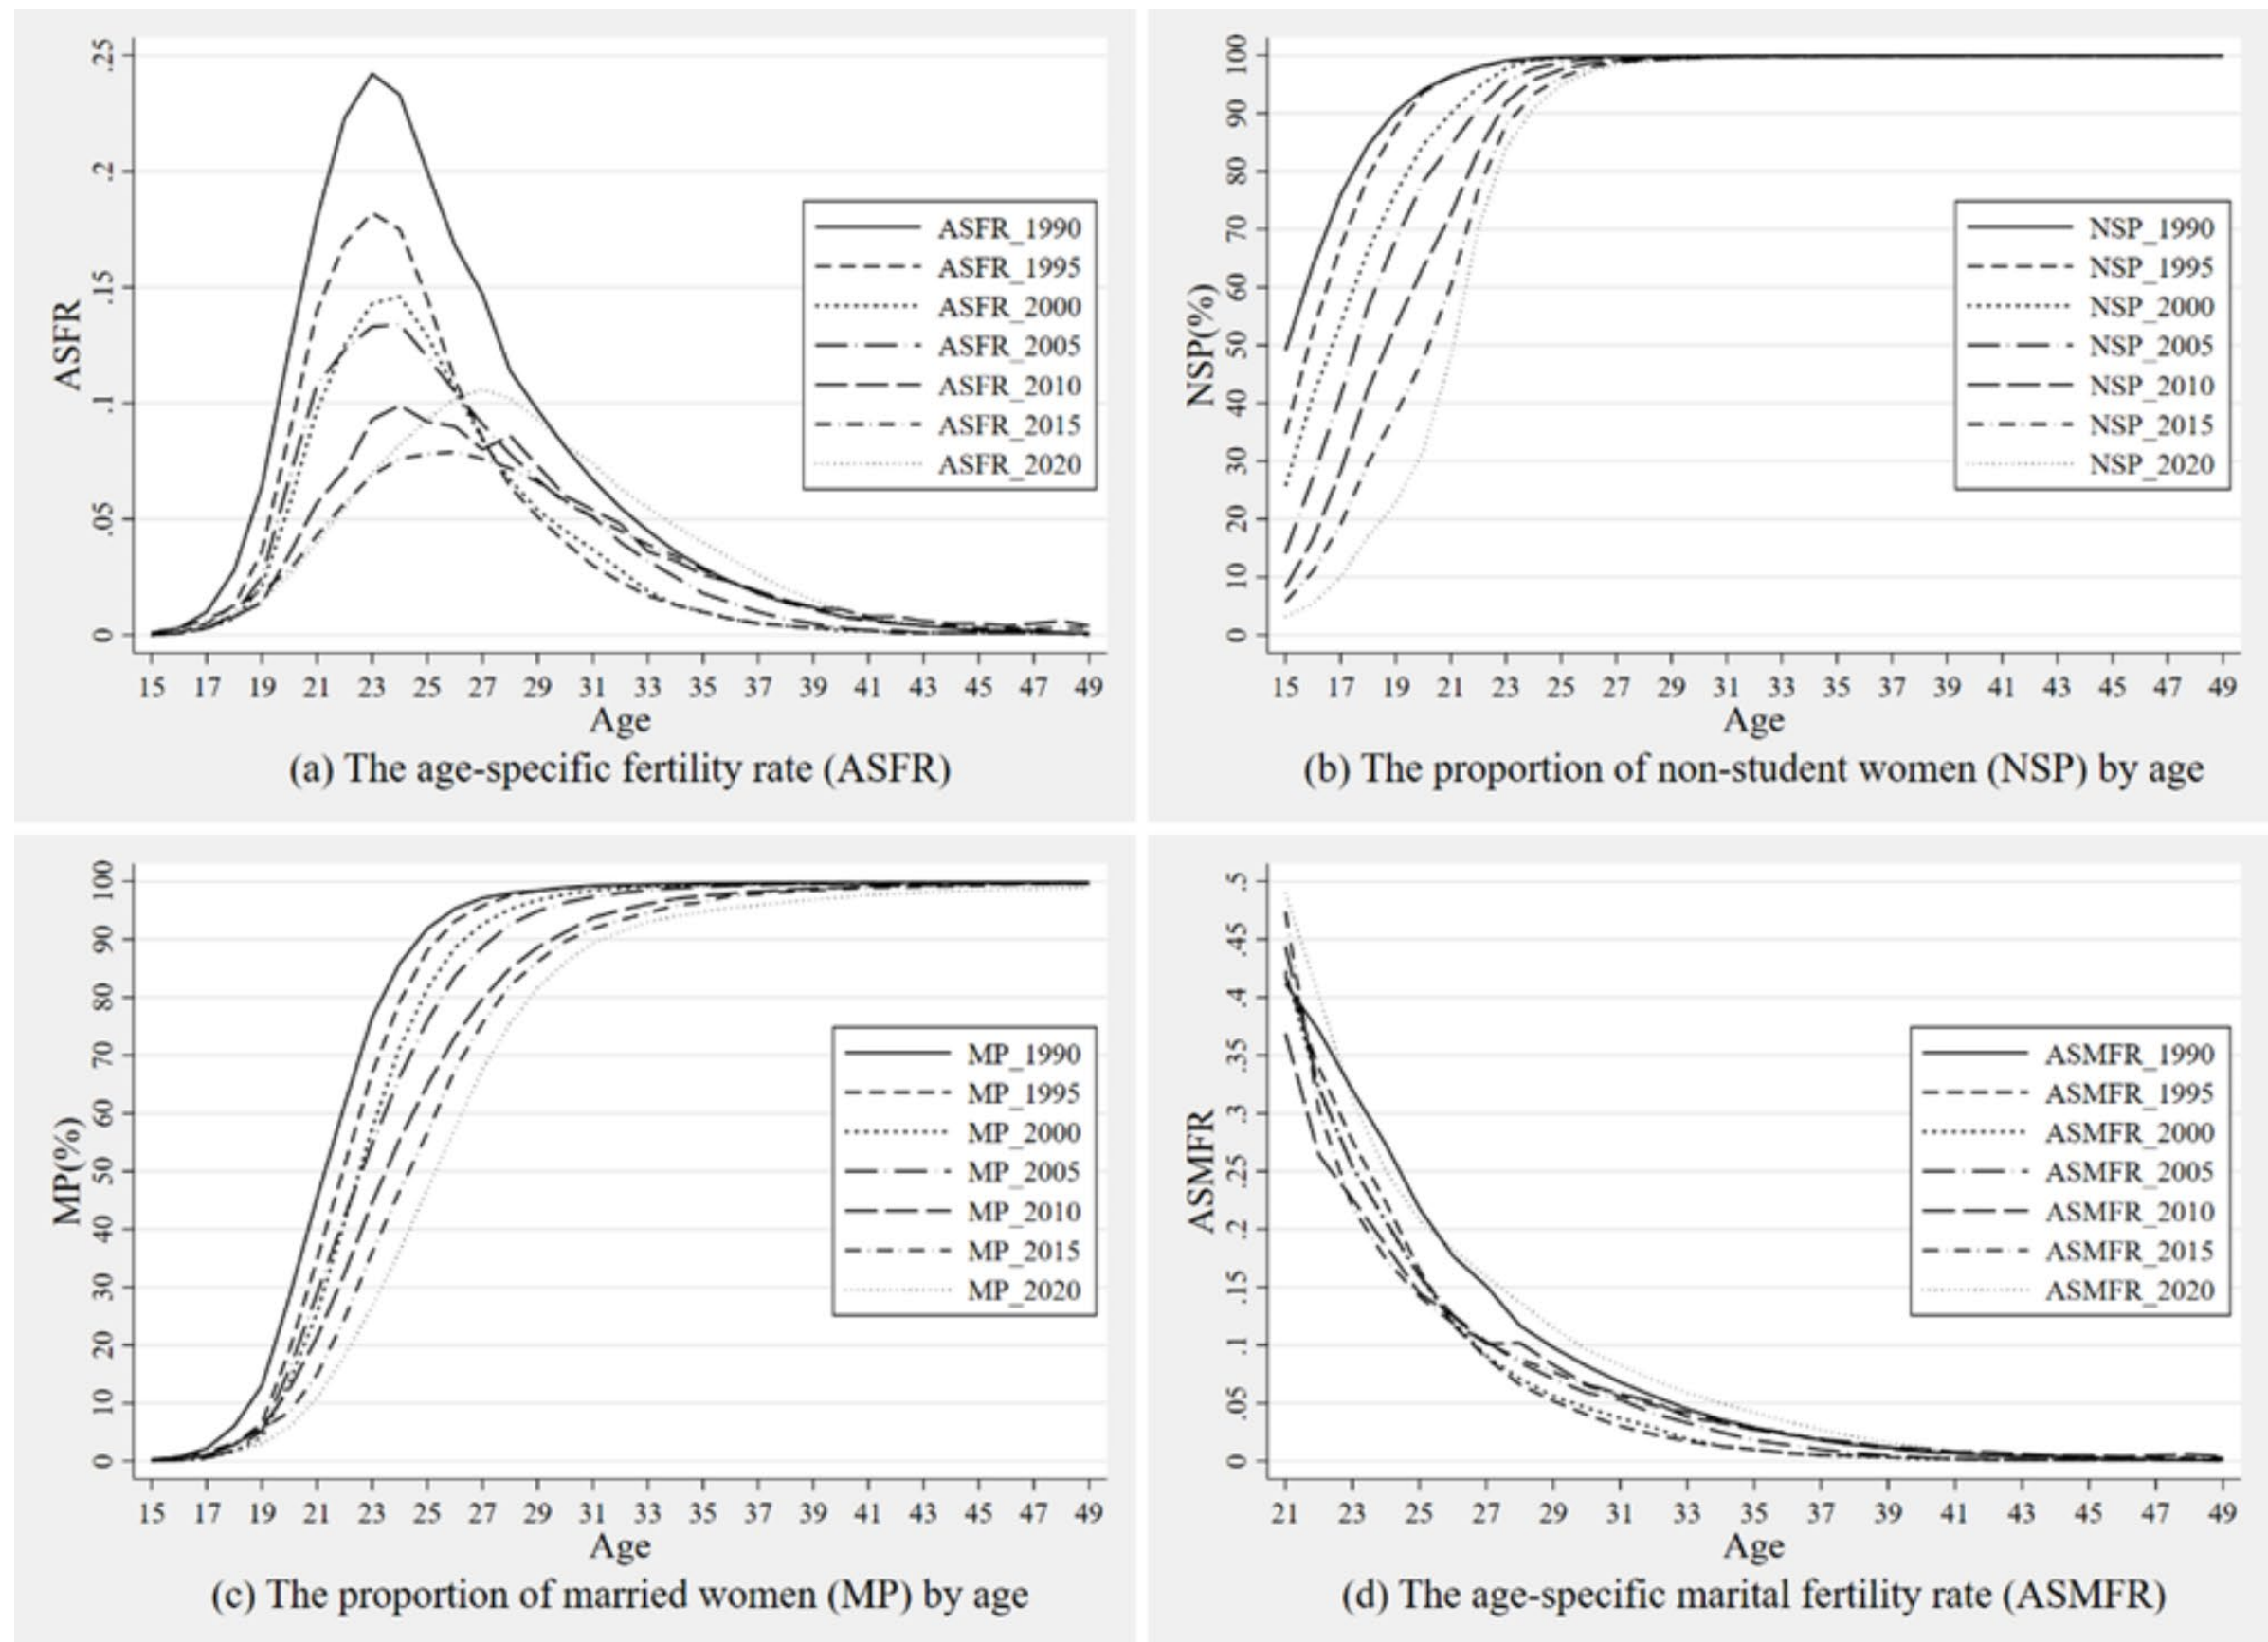 .25
.2
.15
.1
.05
0
ASFR
15 17 19 21 23 25 27 29 31 33 35 37 39 41 43 45 47 49
Age
ASFR_1990
ASFR_1995
ASFR_2000
ASFR_2005
ASFR_2010
ASFR_2015
ASFR_2020
(a) The age-specific fertility rate (ASFR)
100
90
80
70
60
50
40
30
20
10
0
NSP(%)
15 17 19 21 23 25 27 29 31 33 35 37 39 41 43 45 47 49
Age
NSP_1990
NSP_1995
NSP_2000
NSP_2005
NSP_2010
NSP_2015
NSP_2020
(b) The proportion of non-student women (NSP) by age
100
90
80
70
60
50
40
30
20
10
0
MP(%)
15 17 19 21 23 25 27 29 31 33 35 37 39 41 43 45 47 49
Age
MP_1990
MP_1995
MP_2000
MP_2005
MP_2010
MP_2015
MP_2020
(c) The proportion of married women (MP) by age
.5
.45
.4
.35
.3
.25
.2
.15
.1
.05
0
ASMFR
21 23 25 27 29 31 33 35 37 39 41 43 45 47 49
Age
ASMFR_1990
ASMFR_1995
ASMFR_2000
ASMFR_2005
ASMFR_2010
ASMFR_2015
ASMFR_2020
(d) The age-specific marital fertility rate (ASMFR)